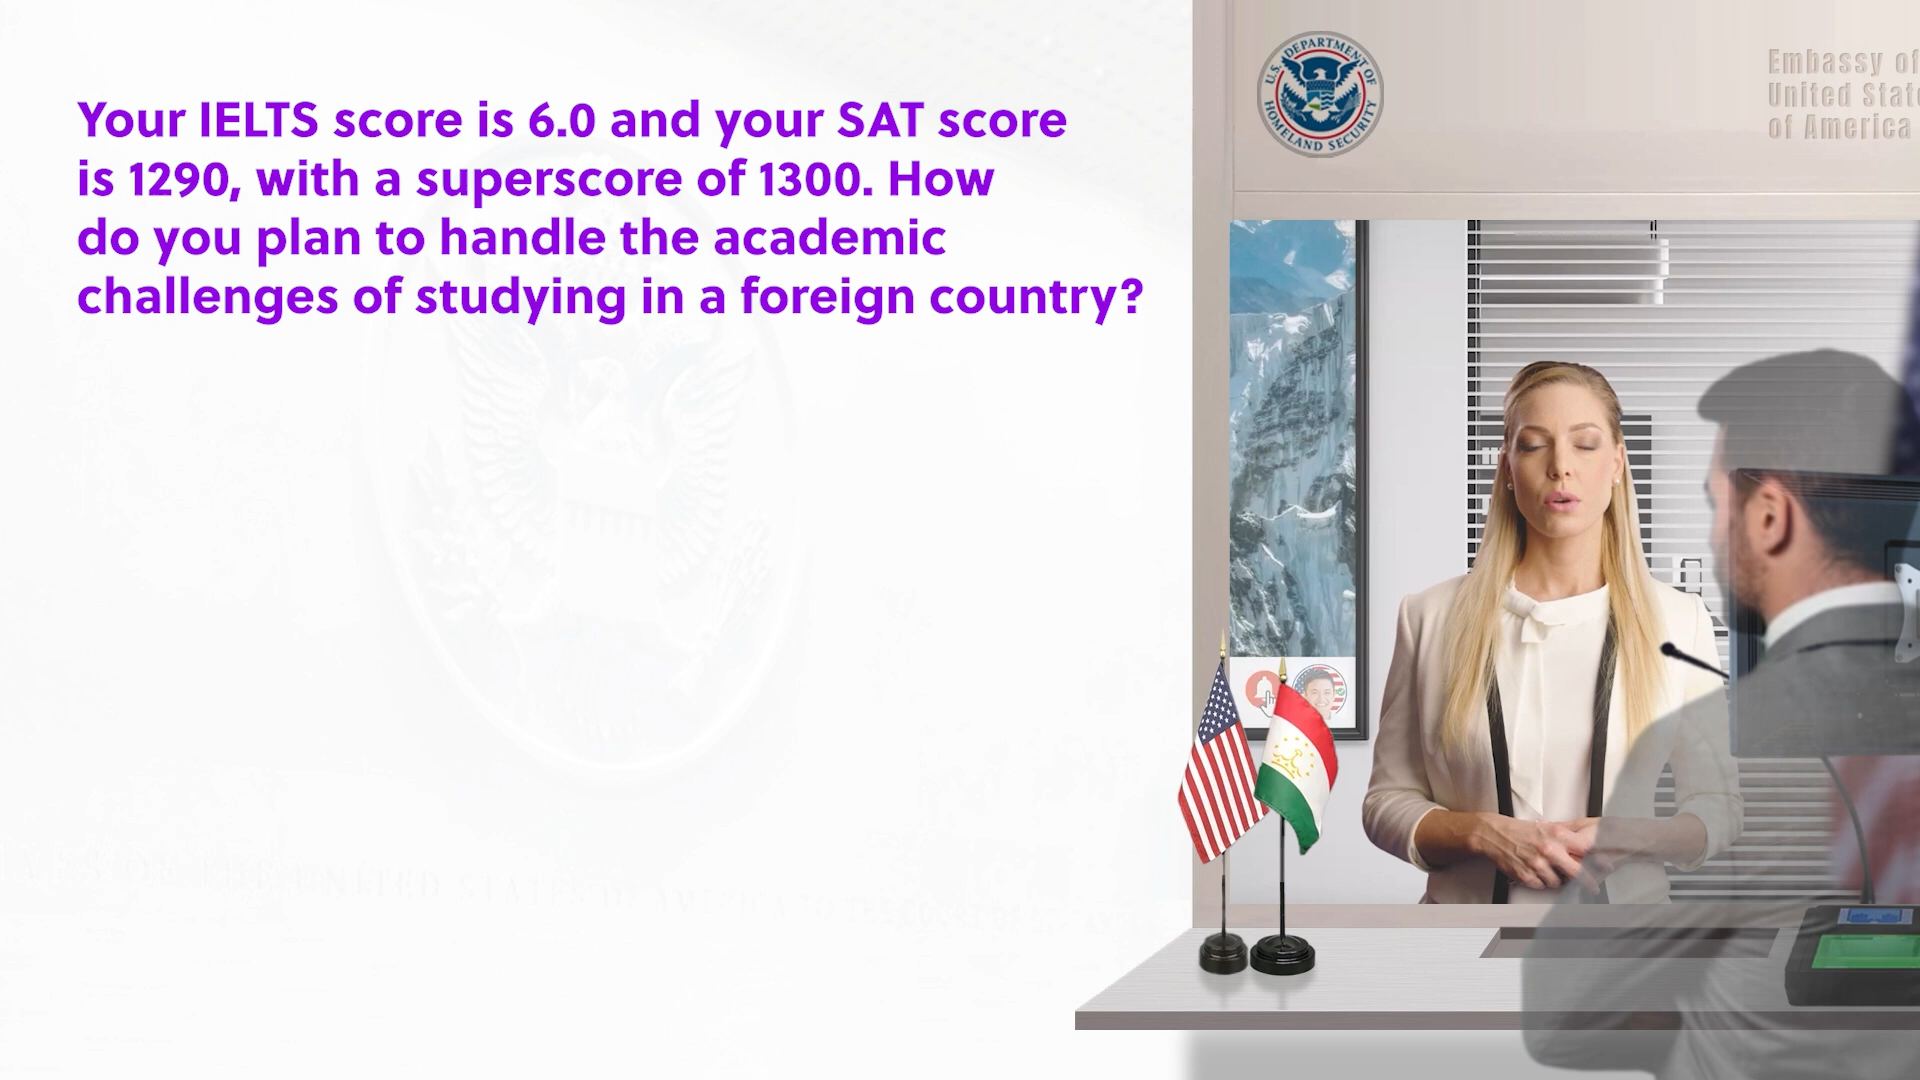 Your IELTS score is 6.0 and your SAT score
is 1290, with a superscore of 1300. How
do you plan to handle the academic
challenges of studying in a foreign country?
U.S. DEPARTMENT OF
HOMELAND SECURITY
Embassy of
United State
of America